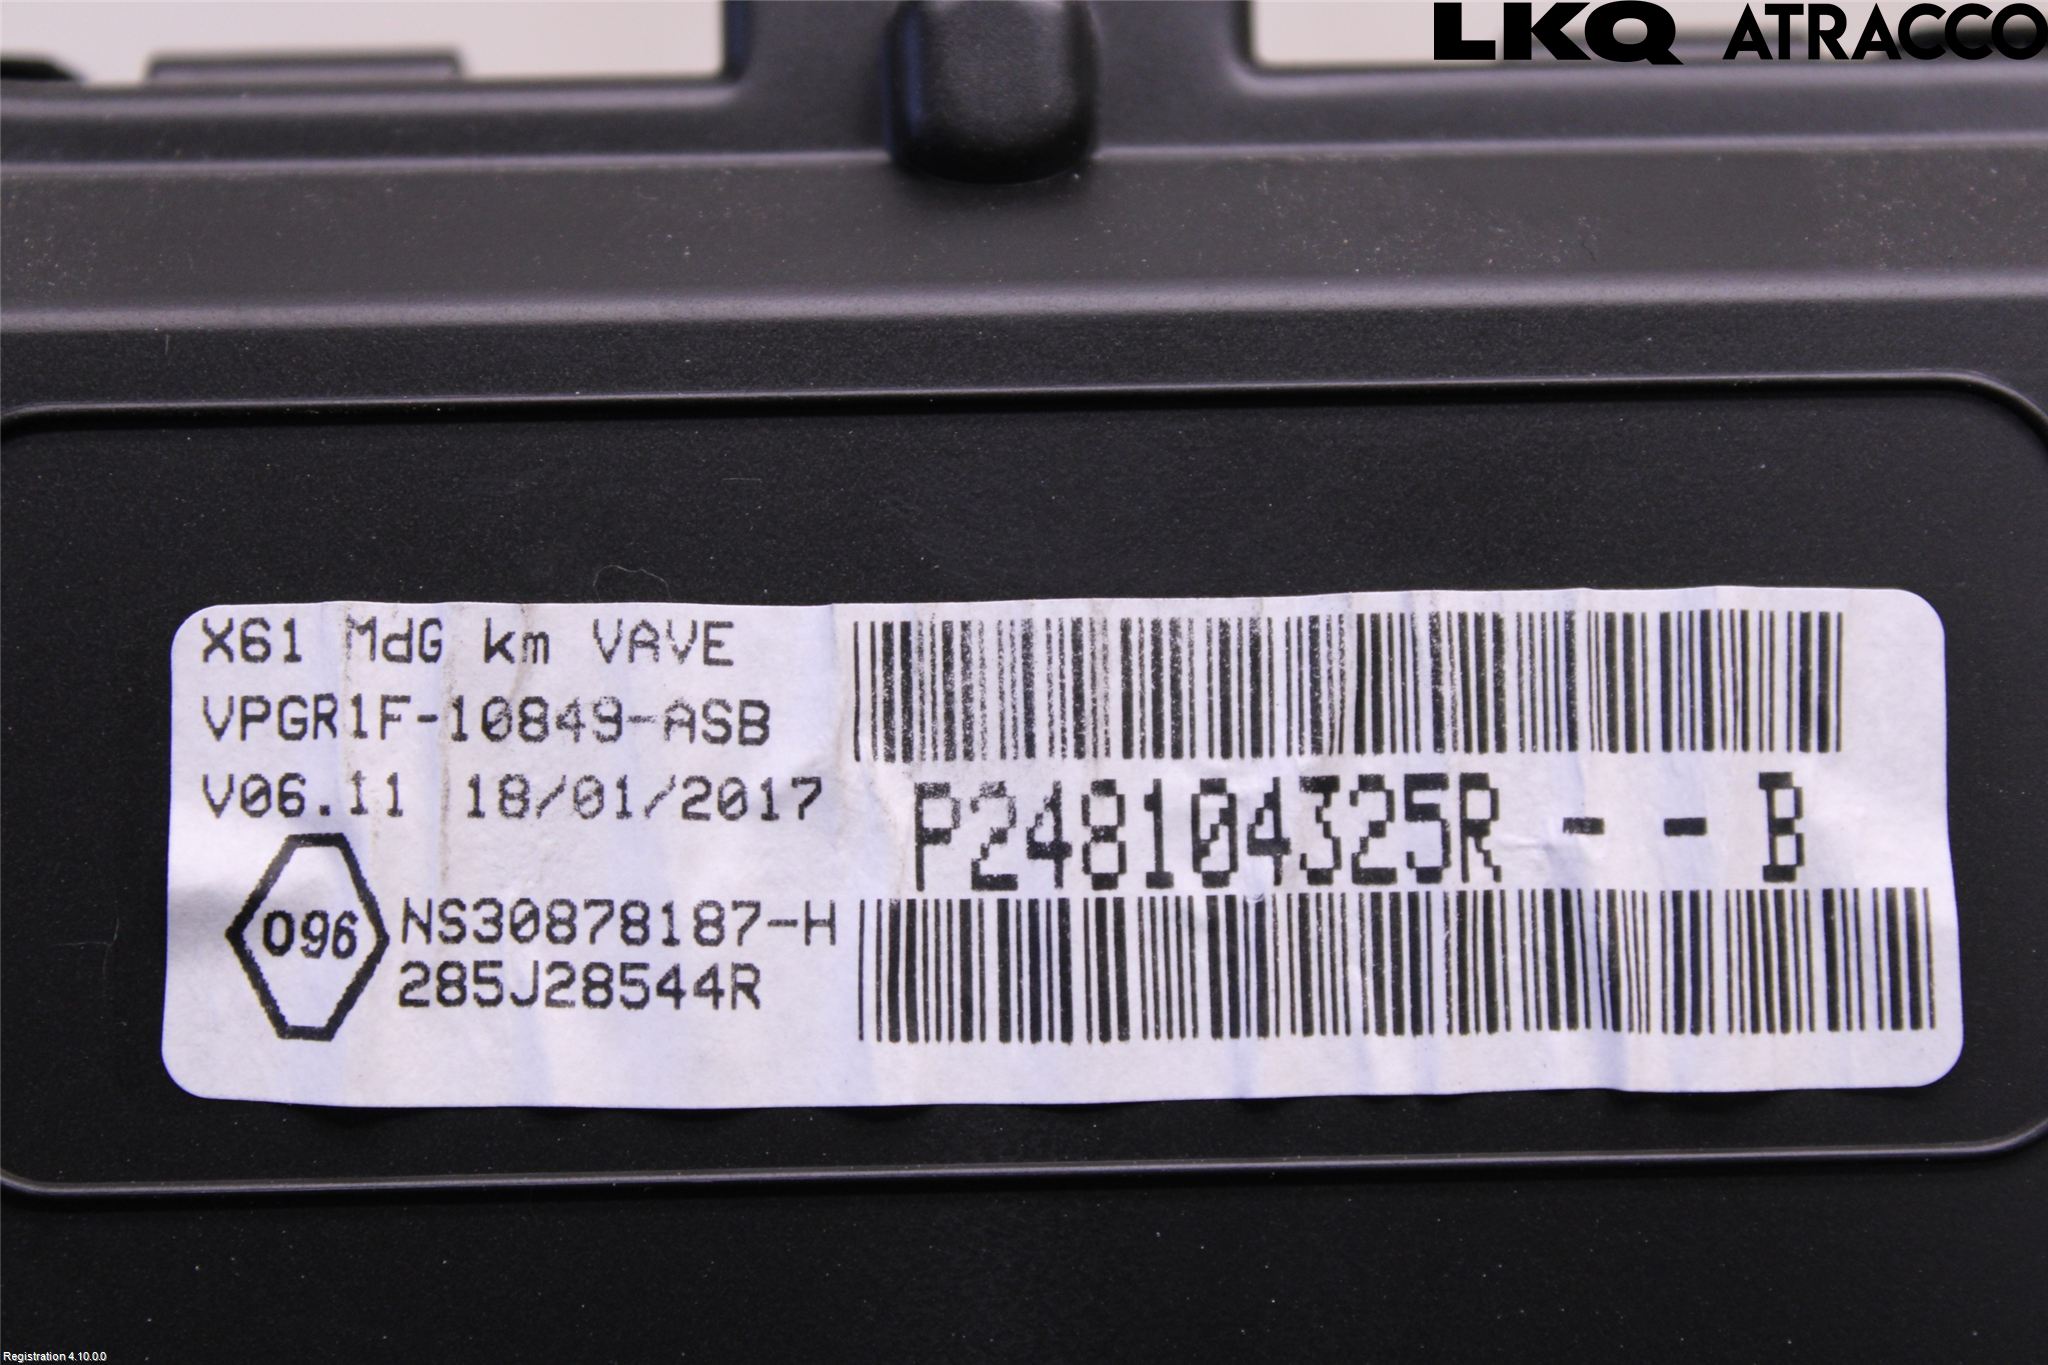 LKQ ATRACCO
X61 MdG km VAVE
VPGR1F-10849-ASB
V06.11 18/01/2017
P248104325R - - B
096
NS30878187-H
285J28544R
Registration 4.10.0.0